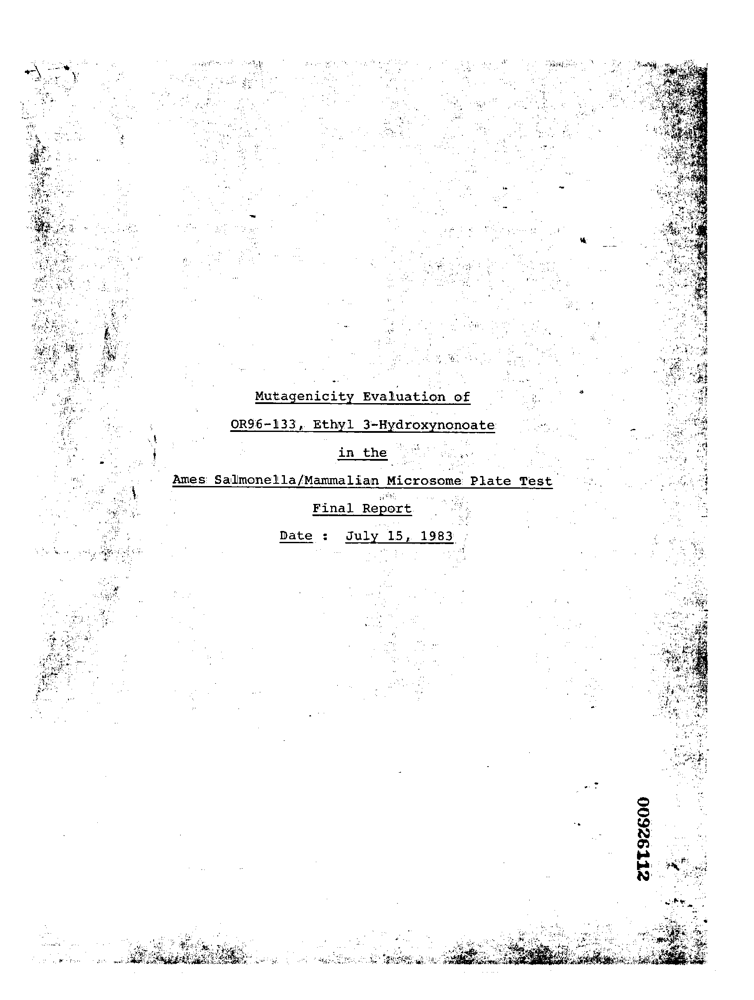 Mutagenicity Evaluation of
OR96-133, Ethyl 3-Hydroxynonoate
in the
Ames Salmonella/Mammalian Microsome Plate Test
Final Report
Date : July 15, 1983
00926112